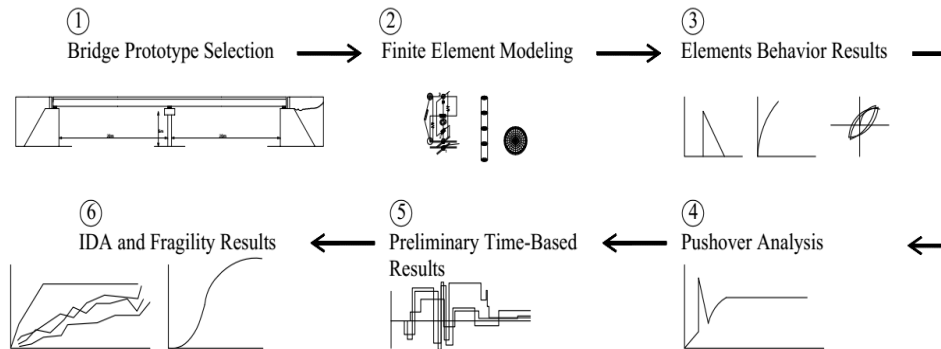 ①
Bridge Prototype Selection
②
Finite Element Modeling
③
Elements Behavior Results
④
Pushover Analysis
⑤
Preliminary Time-Based
Results
⑥
IDA and Fragility Results